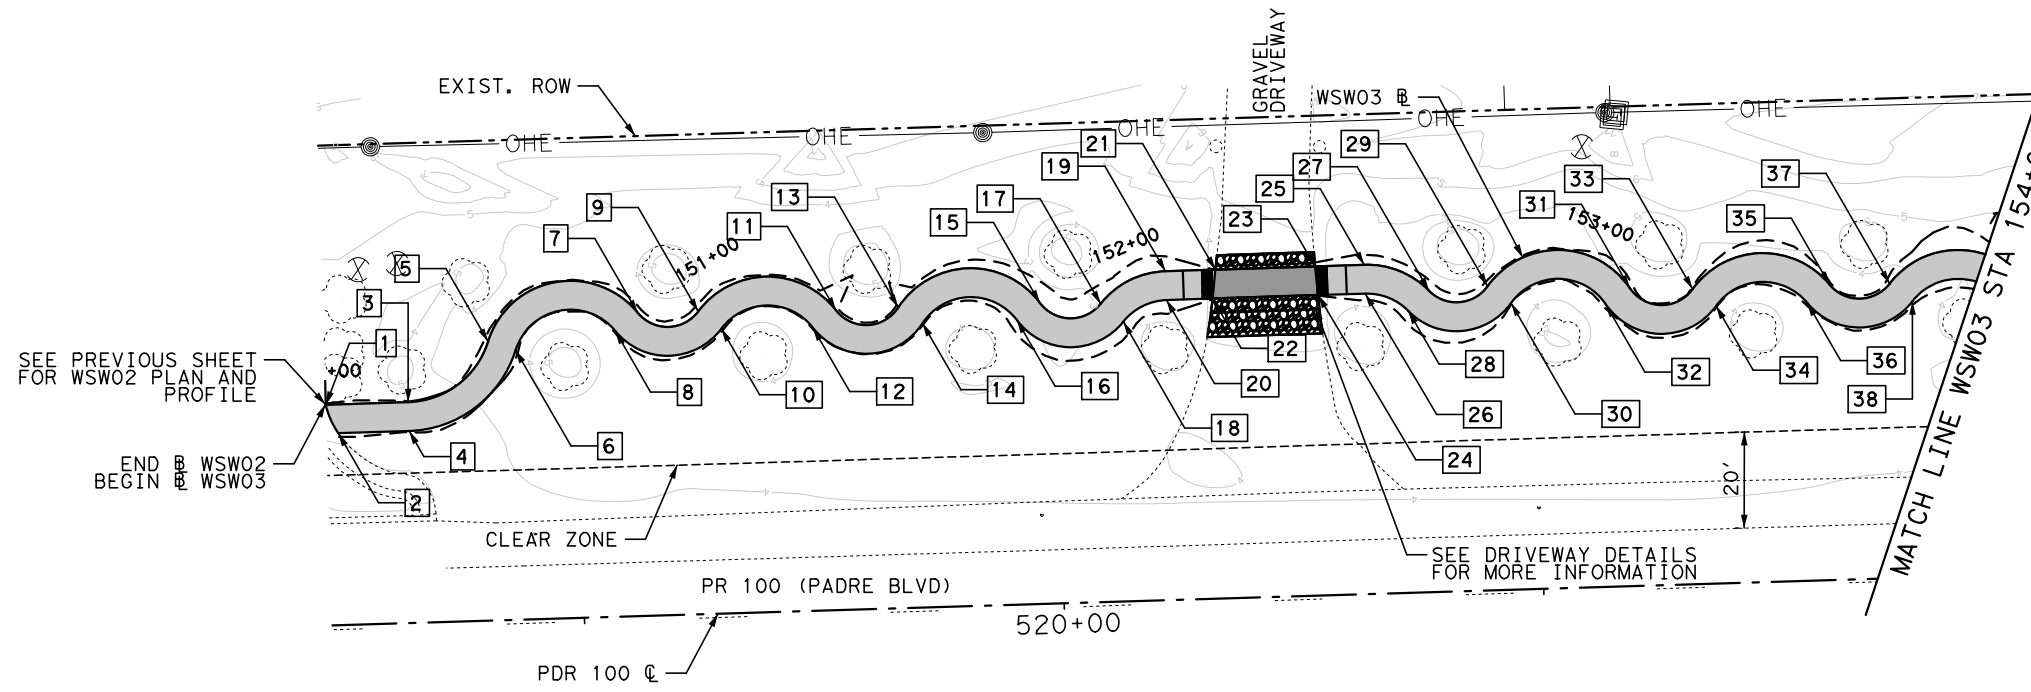 GRAVEL
DRIVEWAY
EXIST. ROW
WSW03 ℄
OHE
OHE
OHE
OHE
OHE
21
29
19
27
33
37
25
13
9
17
31
35
15
23
11
7
5
3
1
151+00
152+00
153+00
+00
SEE PREVIOUS SHEET
FOR WSW02 PLAN AND
PROFILE
22
28
36
32
34
20
16
14
12
10
8
38
26
30
18
6
4
24
2
END WSW02
BEGIN WSW03
20'
CLEAR ZONE
SEE DRIVEWAY DETAILS
FOR MORE INFORMATION
PR 100 (PADRE BLVD)
520+00
PDR 100 ℄
MATCH LINE WSW03 STA 154+